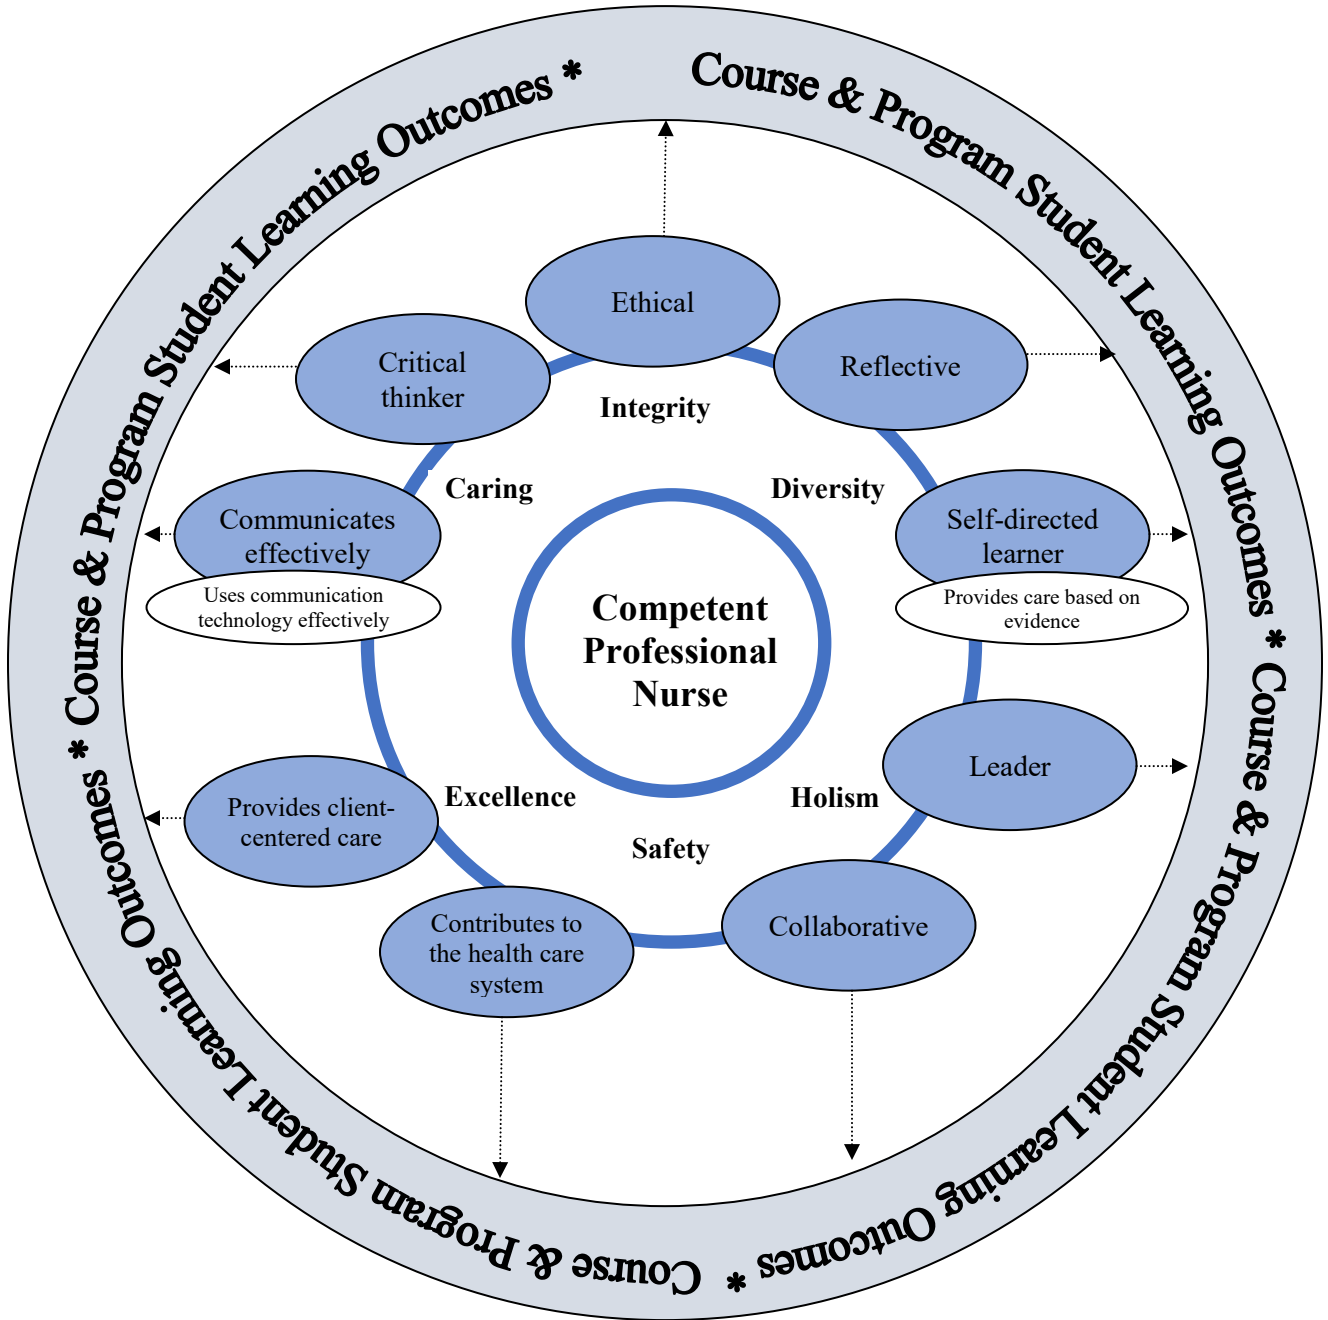 Course & Program Student Learning Outcomes *
Course & Program Student Learning Outcomes *
Course & Program Student Learning Outcomes *
Course & Program Student Learning Outcomes *
Ethical
Reflective
Critical
thinker
Integrity
Caring
Diversity
Communicates
effectively
Uses communication
technology effectively
Self-directed
learner
Provides care based on
evidence
Competent
Professional
Nurse
Leader
Provides client-
centered care
Excellence
Holism
Safety
Contributes to
the health care
system
Collaborative